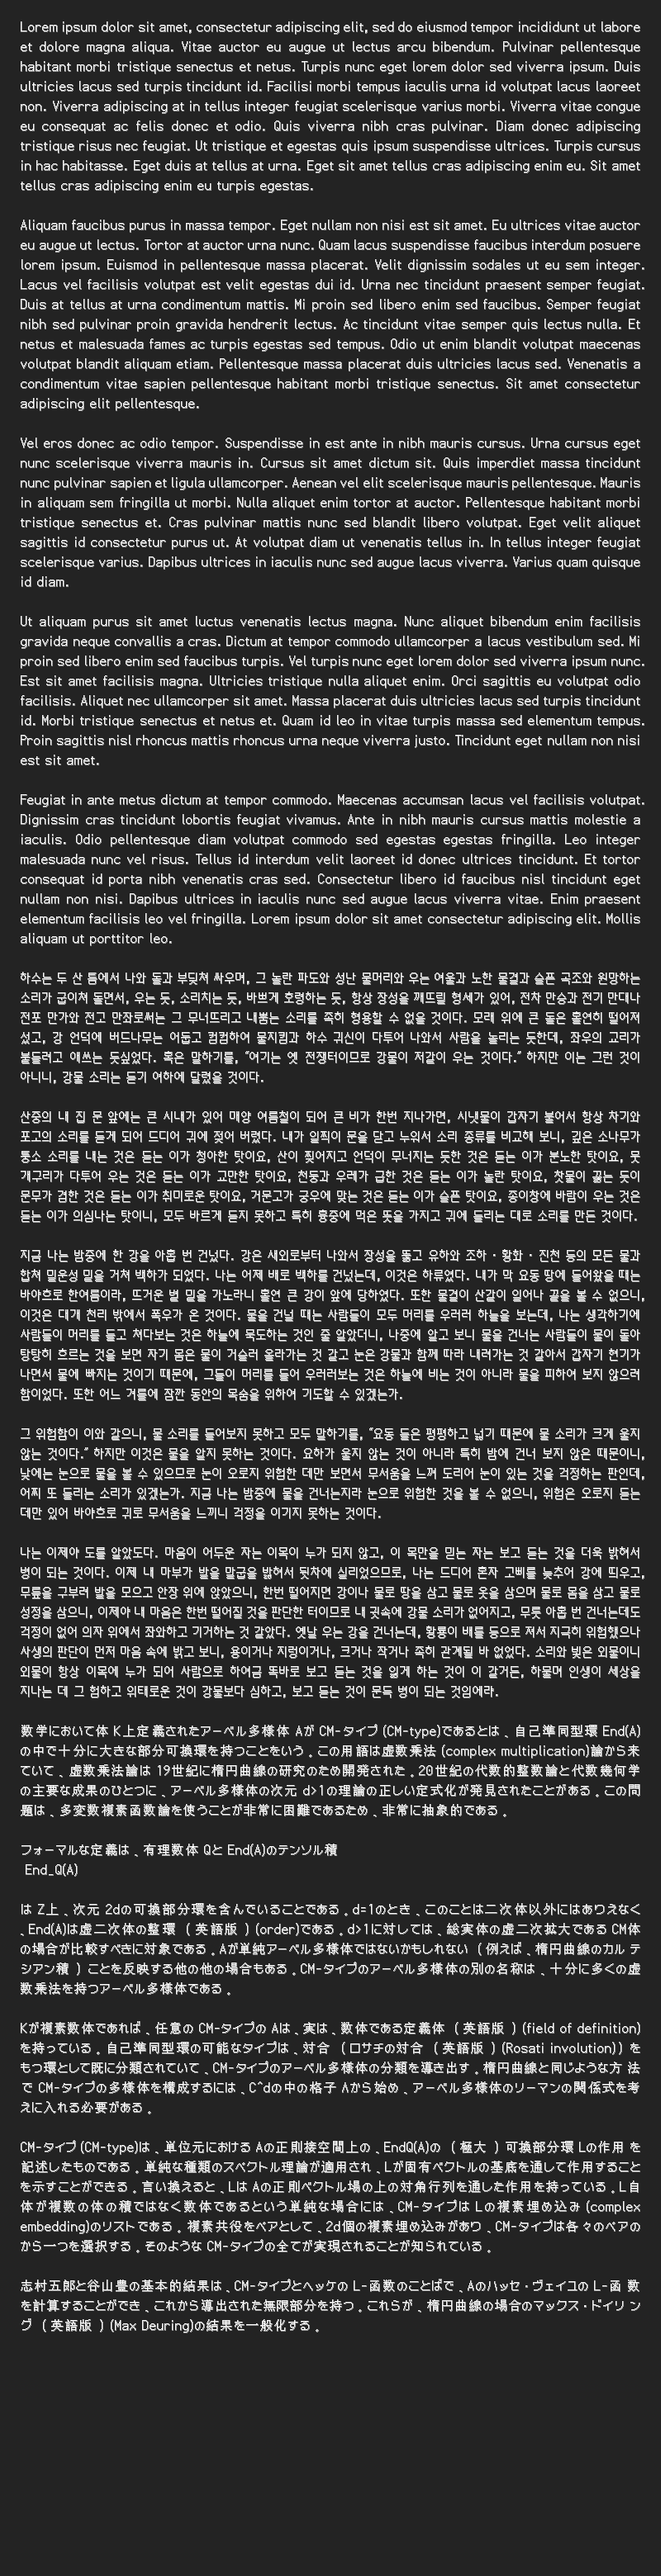 Lorem ipsum dolor sit amet, consectetur adipiscing elit, sed do eiusmod tempor incididunt ut labore
et dolore magna aliqua. Vitae auctor eu augue ut lectus arcu bibendum. Pulvinar pellentesque
habitant morbi tristique senectus et netus. Turpis nunc eget lorem dolor sed viverra ipsum. Duis
ultricies lacus sed turpis tincidunt id. Facilisi morbi tempus iaculis urna id volutpat lacus laoreet
non. Viverra adipiscing at in tellus integer feugiat scelerisque varius morbi. Viverra vitae congue
eu consequat ac felis donec et odio. Quis viverra nibh cras pulvinar. Diam donec adipiscing
tristique risus nec feugiat. Ut tristique et egestas quis ipsum suspendisse ultrices. Turpis cursus
in hac habitasse. Eget duis at tellus at urna. Eget sit amet tellus cras adipiscing enim eu. Sit amet
tellus cras adipiscing enim eu turpis egestas.

Aliquam faucibus purus in massa tempor. Eget nullam non nisi est sit amet. Eu ultrices vitae auctor
eu augue ut lectus. Tortor at auctor urna nunc. Quam lacus suspendisse faucibus interdum posuere
lorem ipsum. Euismod in pellentesque massa placerat. Velit dignissim sodales ut eu sem integer.
Lacus vel facilisis volutpat est velit egestas dui id. Urna nec tincidunt praesent semper feugiat.
Duis at tellus at urna condimentum mattis. Mi proin sed libero enim sed faucibus. Semper feugiat
nibh sed pulvinar proin gravida hendrerit lectus. Ac tincidunt vitae semper quis lectus nulla. Et
netus et malesuada fames ac turpis egestas sed tempus. Odio ut enim blandit volutpat maecenas
volutpat blandit aliquam etiam. Pellentesque massa placerat duis ultricies lacus sed. Venenatis a
condimentum vitae sapien pellentesque habitant morbi tristique senectus. Sit amet consectetur
adipiscing elit pellentesque.

Vel eros donec ac odio tempor. Suspendisse in est ante in nibh mauris cursus. Urna cursus eget
nunc scelerisque viverra mauris in. Cursus sit amet dictum sit. Quis imperdiet massa tincidunt
nunc pulvinar sapien et ligula ullamcorper. Aenean vel elit scelerisque mauris pellentesque. Mauris
in aliquam sem fringilla ut morbi. Nulla aliquet enim tortor at auctor. Pellentesque habitant morbi
tristique senectus et. Cras pulvinar mattis nunc sed blandit libero volutpat. Eget velit aliquet
sagittis id consectetur purus ut. At volutpat diam ut venenatis tellus in. In tellus integer feugiat
scelerisque varius. Dapibus ultrices in iaculis nunc sed augue lacus viverra. Varius quam quisque
id diam.

Ut aliquam purus sit amet luctus venenatis lectus magna. Nunc aliquet bibendum enim facilisis
gravida neque convallis a cras. Dictum at tempor commodo ullamcorper a lacus vestibulum sed. Mi
proin sed libero enim sed faucibus turpis. Vel turpis nunc eget lorem dolor sed viverra ipsum nunc.
Est sit amet facilisis magna. Ultricies tristique nulla aliquet enim. Orci sagittis eu volutpat odio
facilisis. Aliquet nec ullamcorper sit amet. Massa placerat duis ultricies lacus sed turpis tincidunt
id. Morbi tristique senectus et netus et. Quam id leo in vitae turpis massa sed elementum tempus.
Proin sagittis nisl rhoncus mattis rhoncus urna neque viverra justo. Tincidunt eget nullam non nisi
est sit amet.

Feugiat in ante metus dictum at tempor commodo. Maecenas accumsan lacus vel facilisis volutpat.
Dignissim cras tincidunt lobortis feugiat vivamus. Ante in nibh mauris cursus mattis molestie a
iaculis. Odio pellentesque diam volutpat commodo sed egestas egestas fringilla. Leo integer
malesuada nunc vel risus. Tellus id interdum velit laoreet id donec ultrices tincidunt. Et tortor
consequat id porta nibh venenatis cras sed. Consectetur libero id faucibus nisl tincidunt eget
nullam non nisi. Dapibus ultrices in iaculis nunc sed augue lacus viverra vitae. Enim praesent
elementum facilisis leo vel fringilla. Lorem ipsum dolor sit amet consectetur adipiscing elit. Mollis
aliquam ut porttitor leo.

하수는 두 산 틈에서 나와 돌과 부딪쳐 싸우며, 그 놀란 파도와 성난 물머리와 우는 여울과 노한 물결과 슬픈 곡조와 원망하는
소리가 굽이쳐 돌면서, 우는 듯, 소리치는 듯, 바쁘게 호령하는 듯, 항상 장성을 깨뜨릴 형세가 있어, 전차 만승과 전기 만대나
전포 만가와 전고 만좌로써는 그 무너뜨리고 내뿜는 소리를 족히 형용할 수 없을 것이다. 모래 위에 큰 돌은 홀연히 떨어져
섰고, 강 언덕에 버드나무는 어둡고 컴컴하여 물지킴과 하수 귀신이 다투어 나와서 사람을 놀리는 듯한데, 좌우의 교리가
붙들려고 애쓰는 듯싶었다. 혹은 말하기를, “여기는 옛 전쟁터이므로 강물이 저같이 우는 것이다.” 하지만 이는 그런 것이
아니니, 강물 소리는 듣기 여하에 달렸을 것이다.

산중의 내 집 문 앞에는 큰 시내가 있어 매양 여름철이 되어 큰 비가 한번 지나가면, 시냇물이 갑자기 불어서 항상 차기와
포고의 소리를 듣게 되어 드디어 귀에 젖어 버렸다. 내가 일찍이 문을 닫고 누워서 소리 종류를 비교해 보니, 깊은 소나무가
퉁소 소리를 내는 것은 듣는 이가 청아한 탓이요, 산이 찢어지고 언덕이 무너지는 듯한 것은 듣는 이가 분노한 탓이요, 뭇
개구리가 다투어 우는 것은 듣는 이가 교만한 탓이요, 천둥과 우레가 급한 것은 듣는 이가 놀란 탓이요, 찻물이 끓는 듯이
문무가 겸한 것은 듣는 이가 취미로운 탓이요, 거문고가 궁우에 맞는 것은 듣는 이가 슬픈 탓이요, 종이창에 바람이 우는 것은
듣는 이가 의심나는 탓이니, 모두 바르게 듣지 못하고 특히 흉중에 먹은 뜻을 가지고 귀에 들리는 대로 소리를 만든 것이다.

지금 나는 밤중에 한 강을 아홉 번 건넜다. 강은 새외로부터 나와서 장성을 뚫고 유하와 조하·황화·진천 등의 모든 물과
합쳐 밀운성 밑을 거쳐 백하가 되었다. 나는 어제 배로 백하를 건넜는데, 이것은 하류였다. 내가 막 요동 땅에 들어왔을 때는
바야흐로 한여름이라, 뜨거운 볕 밑을 가노라니 홀연 큰 강이 앞에 당하였다. 또한 물결이 산같이 일어나 끝을 볼 수 없으니,
이것은 대개 천리 밖에서 폭우가 온 것이다. 물을 건널 때는 사람들이 모두 머리를 우러러 하늘을 보는데, 나는 생각하기에
사람들이 머리를 들고 쳐다보는 것은 하늘에 묵도하는 것인 줄 알았더니, 나중에 알고 보니 물을 건너는 사람들이 물이 돌아
탕탕히 흐르는 것을 보면 자기 몸은 물이 거슬러 올라가는 것 같고 눈은 강물과 함께 따라 내려가는 것 같아서 갑자기 현기가
나면서 물에 빠지는 것이기 때문에, 그들이 머리를 들어 우러러보는 것은 하늘에 비는 것이 아니라 물을 피하여 보지 않으려
함이었다. 또한 어느 겨를에 잠깐 동안의 목숨을 위하여 기도할 수 있겠는가.

그 위험함이 이와 같으니, 물 소리를 들어보지 못하고 모두 말하기를, “요동 들은 평평하고 넓기 때문에 물 소리가 크게 울지
않는 것이다.” 하지만 이것은 물을 알지 못하는 것이다. 요하가 울지 않는 것이 아니라 특히 밤에 건너 보지 않은 때문이니,
낮에는 눈으로 물을 볼 수 있으므로 눈이 오로지 위험한 데만 보면서 무서움을 느껴 도리어 눈이 있는 것을 걱정하는 판인데,
어찌 또 들리는 소리가 있겠는가. 지금 나는 밤중에 물을 건너는지라 눈으로 위험한 것을 볼 수 없으니, 위험은 오로지 듣는
데만 있어 바야흐로 귀로 무서움을 느끼니 걱정을 이기지 못하는 것이다.

나는 이제야 도를 알았도다. 마음이 어두운 자는 이목이 누가 되지 않고, 이 목만을 믿는 자는 보고 듣는 것을 더욱 밝혀서
병이 되는 것이다. 이제 내 마부가 발을 말굽을 밟혀서 뒷차에 실리었으므로, 나는 드디어 혼자 고삐를 늦추어 강에 띄우고,
무릎을 구부려 발을 모으고 안장 위에 앉았으니, 한번 떨어지면 강이나 물로 땅을 삼고 물로 옷을 삼으며 물로 몸을 삼고 물로
성정을 삼으니, 이제야 내 마음은 한번 떨어질 것을 판단한 터이므로 내 귓속에 강물 소리가 없어지고, 무릇 아홉 번 건너는데도
걱정이 없어 의자 위에서 좌와하고 기거하는 것 같았다. 옛날 우는 강을 건너는데, 황룡이 배를 등으로 져서 지극히 위험했으나
사생의 판단이 먼저 마음 속에 밝고 보니, 용이거나 지렁이거나, 크거나 작거나 족히 관계될 바 없었다. 소리와 빛은 외물이니
외물이 항상 이목에 누가 되어 사람으로 하여금 똑바로 보고 듣는 것을 잃게 하는 것이 이 같거든, 하물며 인생이 세상을
지나는 데 그 험하고 위태로운 것이 강물보다 심하고, 보고 듣는 것이 문득 병이 되는 것임에랴.

数学において体 K上定義されたアーベル多様体 Aが CM-タイプ (CM-type)であるとは、自己準同型環 End(A)
の中で十分に大きな部分可換環を持つことをいう。この用語は虚数乗法 (complex multiplication)論から来
ていて、虚数乗法論は 19世紀に楕円曲線の研究のため開発された。20世紀の代数的整数論と代数幾何学
の主要な成果のひとつに、アーベル多様体の次元 d>1の理論の正しい定式化が発見されたことがある。この問
題は、多変数複素函数論を使うことが非常に困難であるため、非常に抽象的である。

フォーマルな定義は、有理数体 Qと End(A)のテンソル積
End_Q(A)

は Z上、次元 2dの可換部分環を含んでいることである。d=1のとき、このことは二次体以外にはありえなく
、End(A)は虚二次体の整環（英語版）(order)である。d>1に対しては、総実体の虚二次拡大である CM体
の場合が比較すべきに対象である。Aが単純アーベル多様体ではないかもしれない（例えば、楕円曲線のカルテ
シアン積）ことを反映する他の他の場合もある。CM-タイプのアーベル多様体の別の名称は、十分に多くの虚
数乗法を持つアーベル多様体である。

Kが複素数体であれば、任意の CM-タイプの Aは、実は、数体である定義体（英語版）(field of definition)
を持っている。自己準同型環の可能なタイプは、対合（ロサチの対合（英語版）(Rosati involution)）を
もつ環として既に分類されていて、CM-タイプのアーベル多様体の分類を導き出す。楕円曲線と同じような方 法
で CM-タイプの多様体を構成するには、C^dの中の格子 Λから始め、アーベル多様体のリーマンの関係式を考
えに入れる必要がある。

CM-タイプ (CM-type)は、単位元における Aの正則接空間上の、EndQ(A)の（極大）可換部分環 Lの作用 を
記述したものである。単純な種類のスペクトル理論が適用され、Lが固有ベクトルの基底を通して作用すること
を示すことができる。言い換えると、Lは Aの正則ベクトル場の上の対角行列を通した作用を持っている。L自
体が複数の体の積ではなく数体であるという単純な場合には、CM-タイプは Lの複素埋め込み (complex
embedding)のリストである。複素共役をペアとして、2d個の複素埋め込みがあり、CM-タイプは各々のペアの
から一つを選択する。そのような CM-タイプの全てが実現されることが知られている。

志村五郎と谷山豊の基本的結果は、CM-タイプとヘッケの L-函数のことばで、Aのハッセ・ヴェイユの L-函 数
を計算することができ、これから導出された無限部分を持つ。これらが、楕円曲線の場合のマックス・ドイリン
グ（英語版）(Max Deuring)の結果を一般化する。